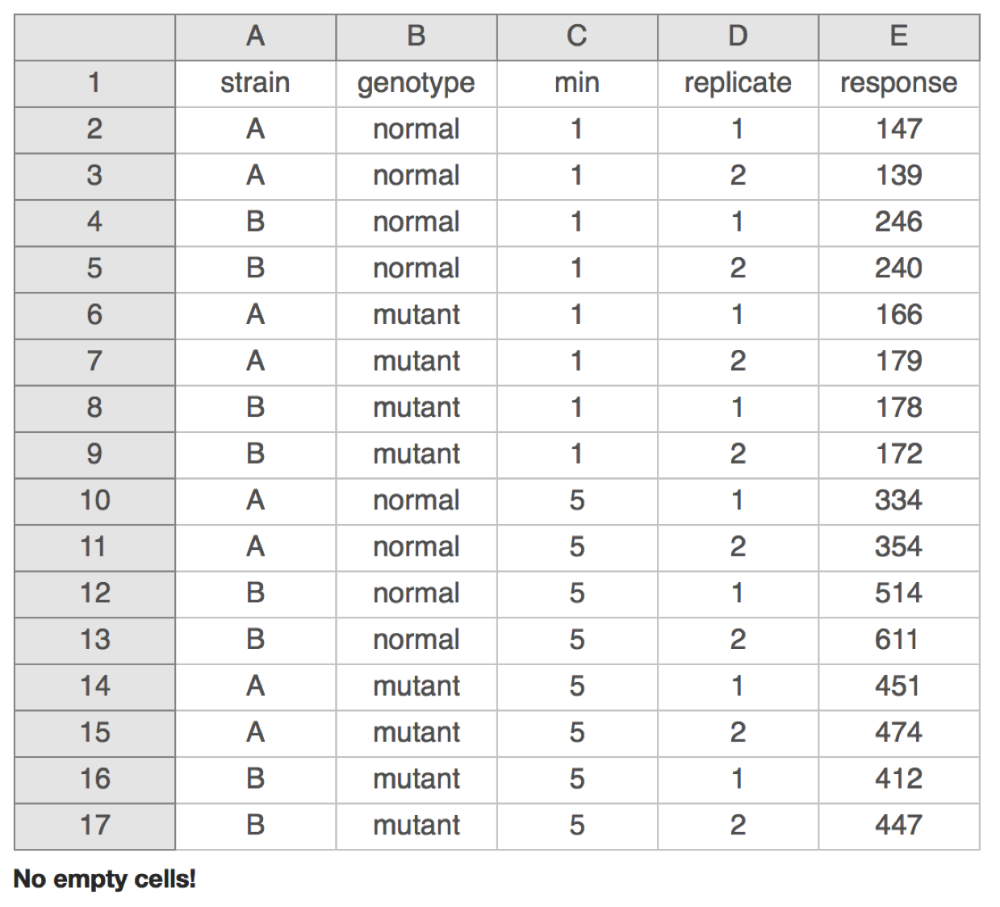 A B C D E
1 strain genotype min replicate response
2 A normal 1 1 147
3 A normal 1 2 139
4 B normal 1 1 246
5 B normal 1 2 240
6 A mutant 1 1 166
7 A mutant 1 2 179
8 B mutant 1 1 178
9 B mutant 1 2 172
10 A normal 5 1 334
11 A normal 5 2 354
12 B normal 5 1 514
13 B normal 5 2 611
14 A mutant 5 1 451
15 A mutant 5 2 474
16 B mutant 5 1 412
17 B mutant 5 2 447
No empty cells!